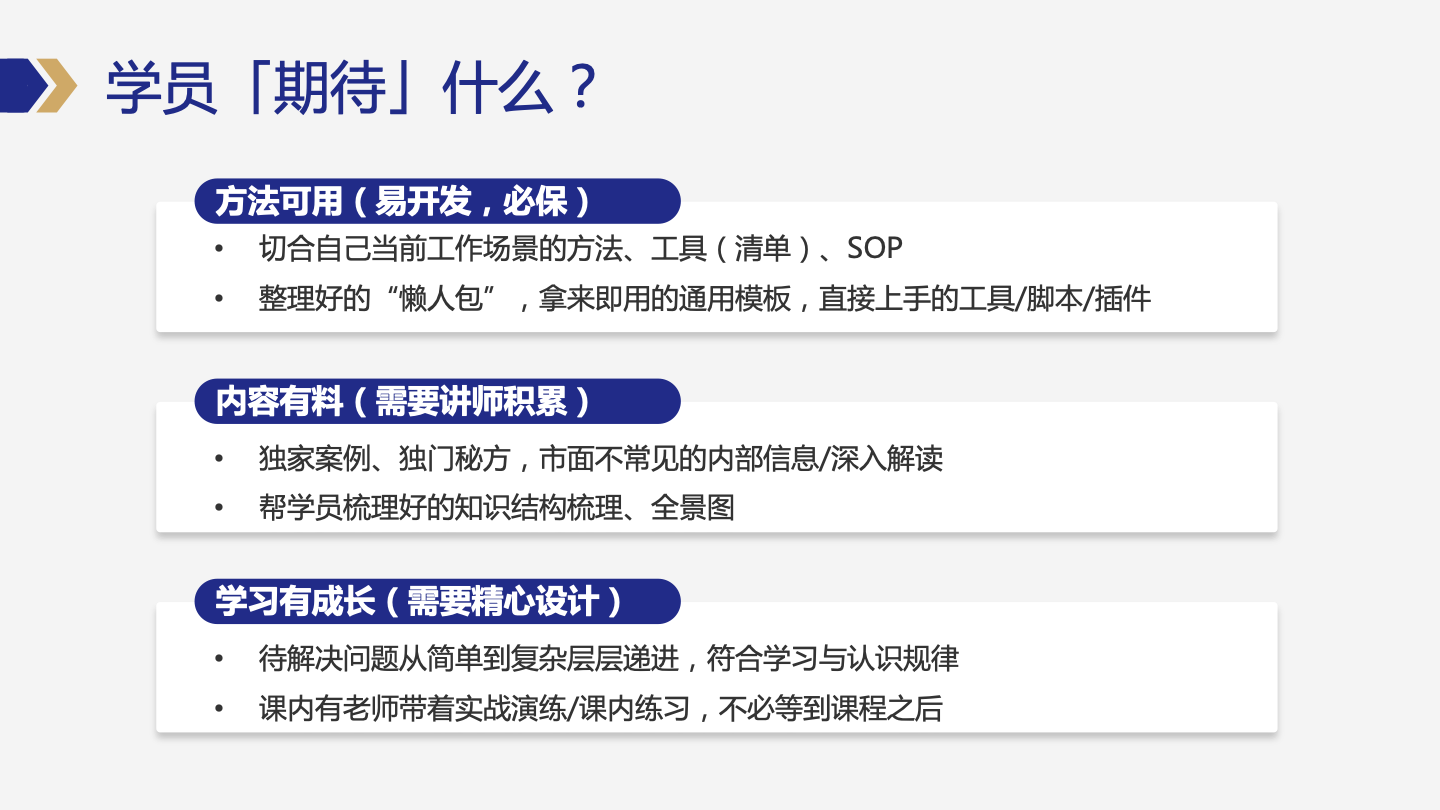 学员「期待」什么？
方法可用（易开发，必保）
• 切合自己当前工作场景的方法、工具（清单）、SOP
• 整理好的“懒人包”，拿来即用的通用模板，直接上手的工具/脚本/插件
内容有料（需要讲师积累）
• 独家案例、独门秘方，市面不常见的内部信息/深入解读
• 帮学员梳理好的知识结构梳理、全景图
学习有成长（需要精心设计）
• 待解决问题从简单到复杂层层递进，符合学习与认识规律
• 课内有老师带着实战演练/课内练习，不必等到课程之后